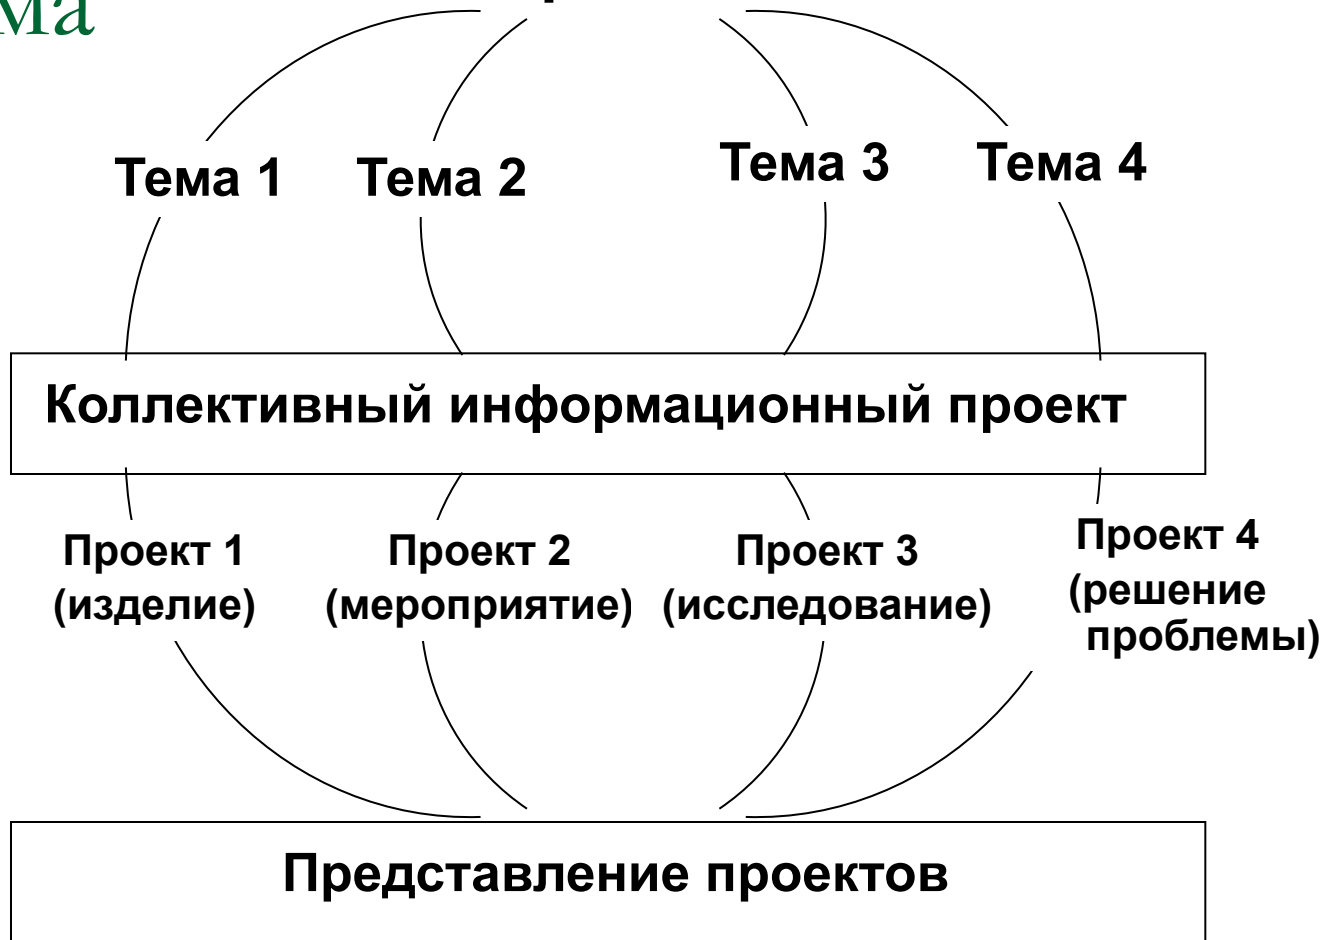 Тема 1 Тема 2 Тема 3 Тема 4
Коллективный информационный проект
Проект 1 Проект 2 Проект 3 Проект 4
(изделие) (мероприятие) (исследование) (решение
проблемы)
Представление проектов